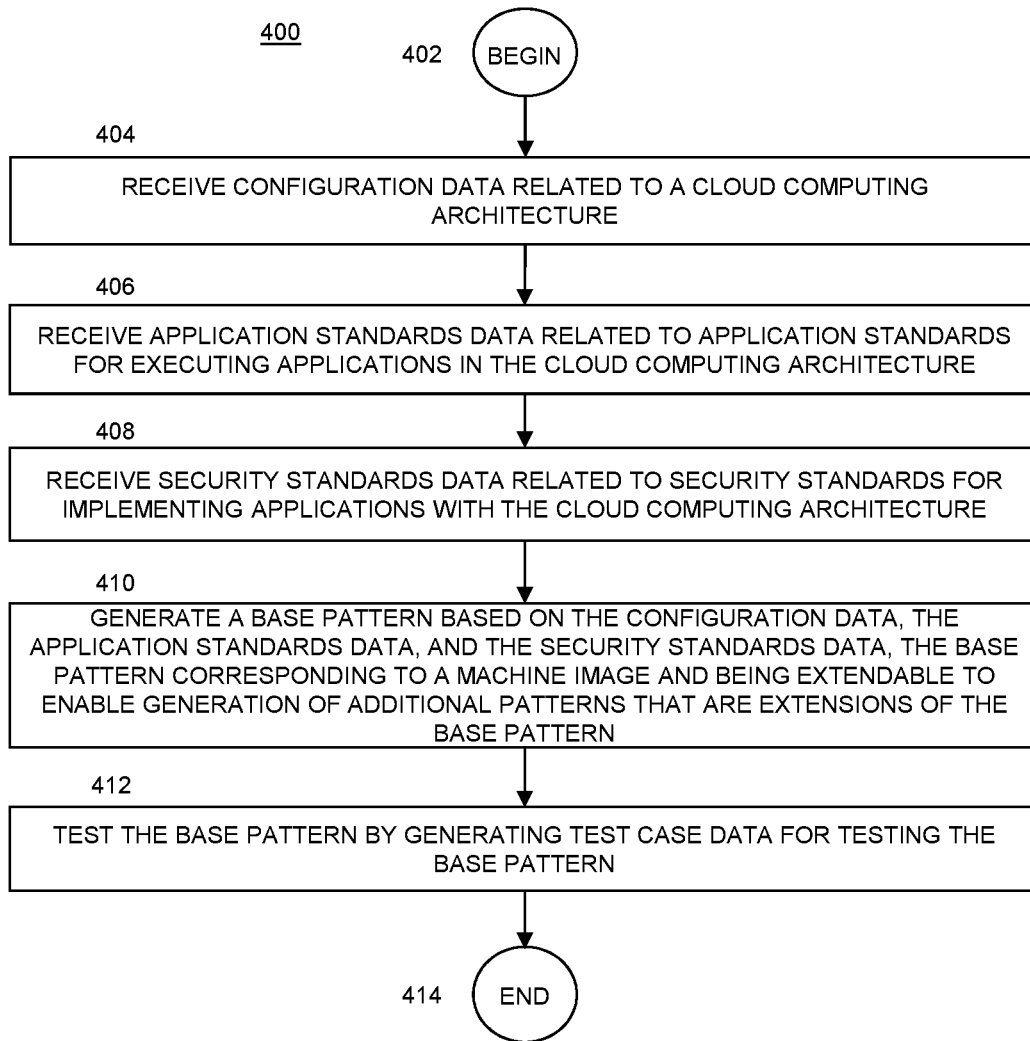 400
402
BEGIN
404
RECEIVE CONFIGURATION DATA RELATED TO A CLOUD COMPUTING
ARCHITECTURE
406
RECEIVE APPLICATION STANDARDS DATA RELATED TO APPLICATION STANDARDS
FOR EXECUTING APPLICATIONS IN THE CLOUD COMPUTING ARCHITECTURE
408
RECEIVE SECURITY STANDARDS DATA RELATED TO SECURITY STANDARDS FOR
IMPLEMENTING APPLICATIONS WITH THE CLOUD COMPUTING ARCHITECTURE
410
GENERATE A BASE PATTERN BASED ON THE CONFIGURATION DATA, THE
APPLICATION STANDARDS DATA, AND THE SECURITY STANDARDS DATA, THE BASE
PATTERN CORRESPONDING TO A MACHINE IMAGE AND BEING EXTENDABLE TO
ENABLE GENERATION OF ADDITIONAL PATTERNS THAT ARE EXTENSIONS OF THE
BASE PATTERN
412
TEST THE BASE PATTERN BY GENERATING TEST CASE DATA FOR TESTING THE
BASE PATTERN
414
END